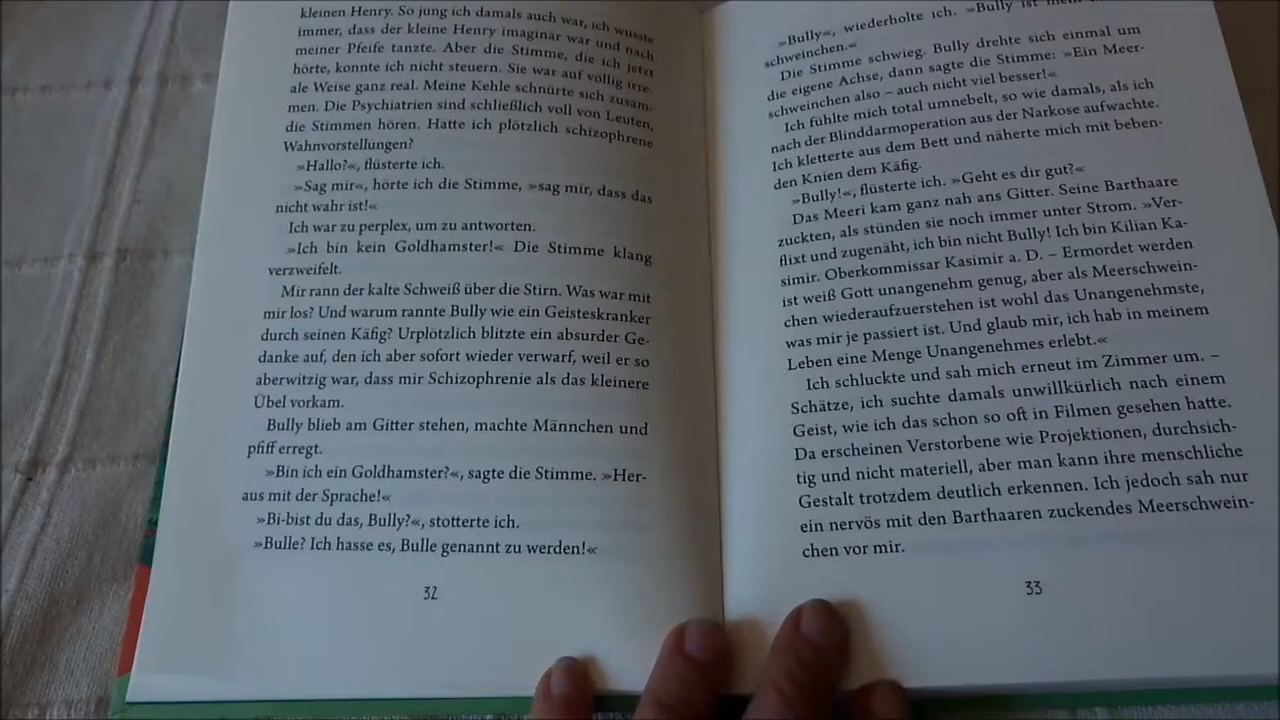 kleinen Henry. So jung ich damals auch war, ich wusste
immer, dass der kleine Henry imaginär war und nach
meiner Pfeife tanzte. Aber die Stimme, die ich jetzt
hörte, konnte ich nicht steuern. Sie war auf völlig irre-
ale Weise ganz real. Meine Kehle schnürte sich zusam-
men. Die Psychiatrien sind schließlich voll von Leuten,
die Stimmen hören. Hatte ich plötzlich schizophrene
Wahnvorstellungen?
»Hallo?«, flüsterte ich.
»Sag mir«, hörte ich die Stimme, »sag mir, dass das
nicht wahr ist!«
Ich war zu perplex, um zu antworten.
»Ich bin kein Goldhamster!« Die Stimme klang
verzweifelt.
Mir rann der kalte Schweiß über die Stirn. Was war mit
mir los? Und warum rannte Bully wie ein Geisteskranker
durch seinen Käfig? Urplötzlich blitzte ein absurder Ge-
danke auf, den ich aber sofort wieder verwarf, weil er so
aberwitzig war, dass mir Schizophrenie als das kleinere
Übel vorkam.
Bully blieb am Gitter stehen, machte Männchen und
pfiff erregt.
»Bin ich ein Goldhamster?«, sagte die Stimme. »Her-
aus mit der Sprache!«
»Bi-bist du das, Bully?«, stotterte ich.
»Bulle? Ich hasse es, Bulle genannt zu werden!«
32
»Bully«, wiederholte ich. »Bully ist
schweinchen.«
Die Stimme schwieg. Bully drehte sich einmal um
die eigene Achse, dann sagte die Stimme: »Ein Meer-
schweinchen also – auch nicht viel besser!«
Ich fühlte mich total umnebelt, so wie damals, als ich
nach der Blinddarmoperation aus der Narkose aufwachte.
Ich kletterte aus dem Bett und näherte mich mit beben-
den Knien dem Käfig.
»Bully!«, flüsterte ich. »Geht es dir gut?«
Das Meeri kam ganz nah ans Gitter. Seine Barthaare
zuckten, als stünden sie noch immer unter Strom. »Ver-
flixt und zugenäht, ich bin nicht Bully! Ich bin Kilian Ka-
simir. Oberkommissar Kasimir a. D. – Ermordet werden
ist weiß Gott unangenehm genug, aber als Meerschwein-
chen wiederaufzuerstehen ist wohl das Unangenehmste,
was mir je passiert ist. Und glaub mir, ich hab in meinem
Leben eine Menge Unangenehmes erlebt.«
Ich schluckte und sah mich erneut im Zimmer um. –
Schätze, ich suchte damals unwillkürlich nach einem
Geist, wie ich das schon so oft in Filmen gesehen hatte.
Da erscheinen Verstorbene wie Projektionen, durchsich-
tig und nicht materiell, aber man kann ihre menschliche
Gestalt trotzdem deutlich erkennen. Ich jedoch sah nur
ein nervös mit den Barthaaren zuckendes Meerschwein-
chen vor mir.
33